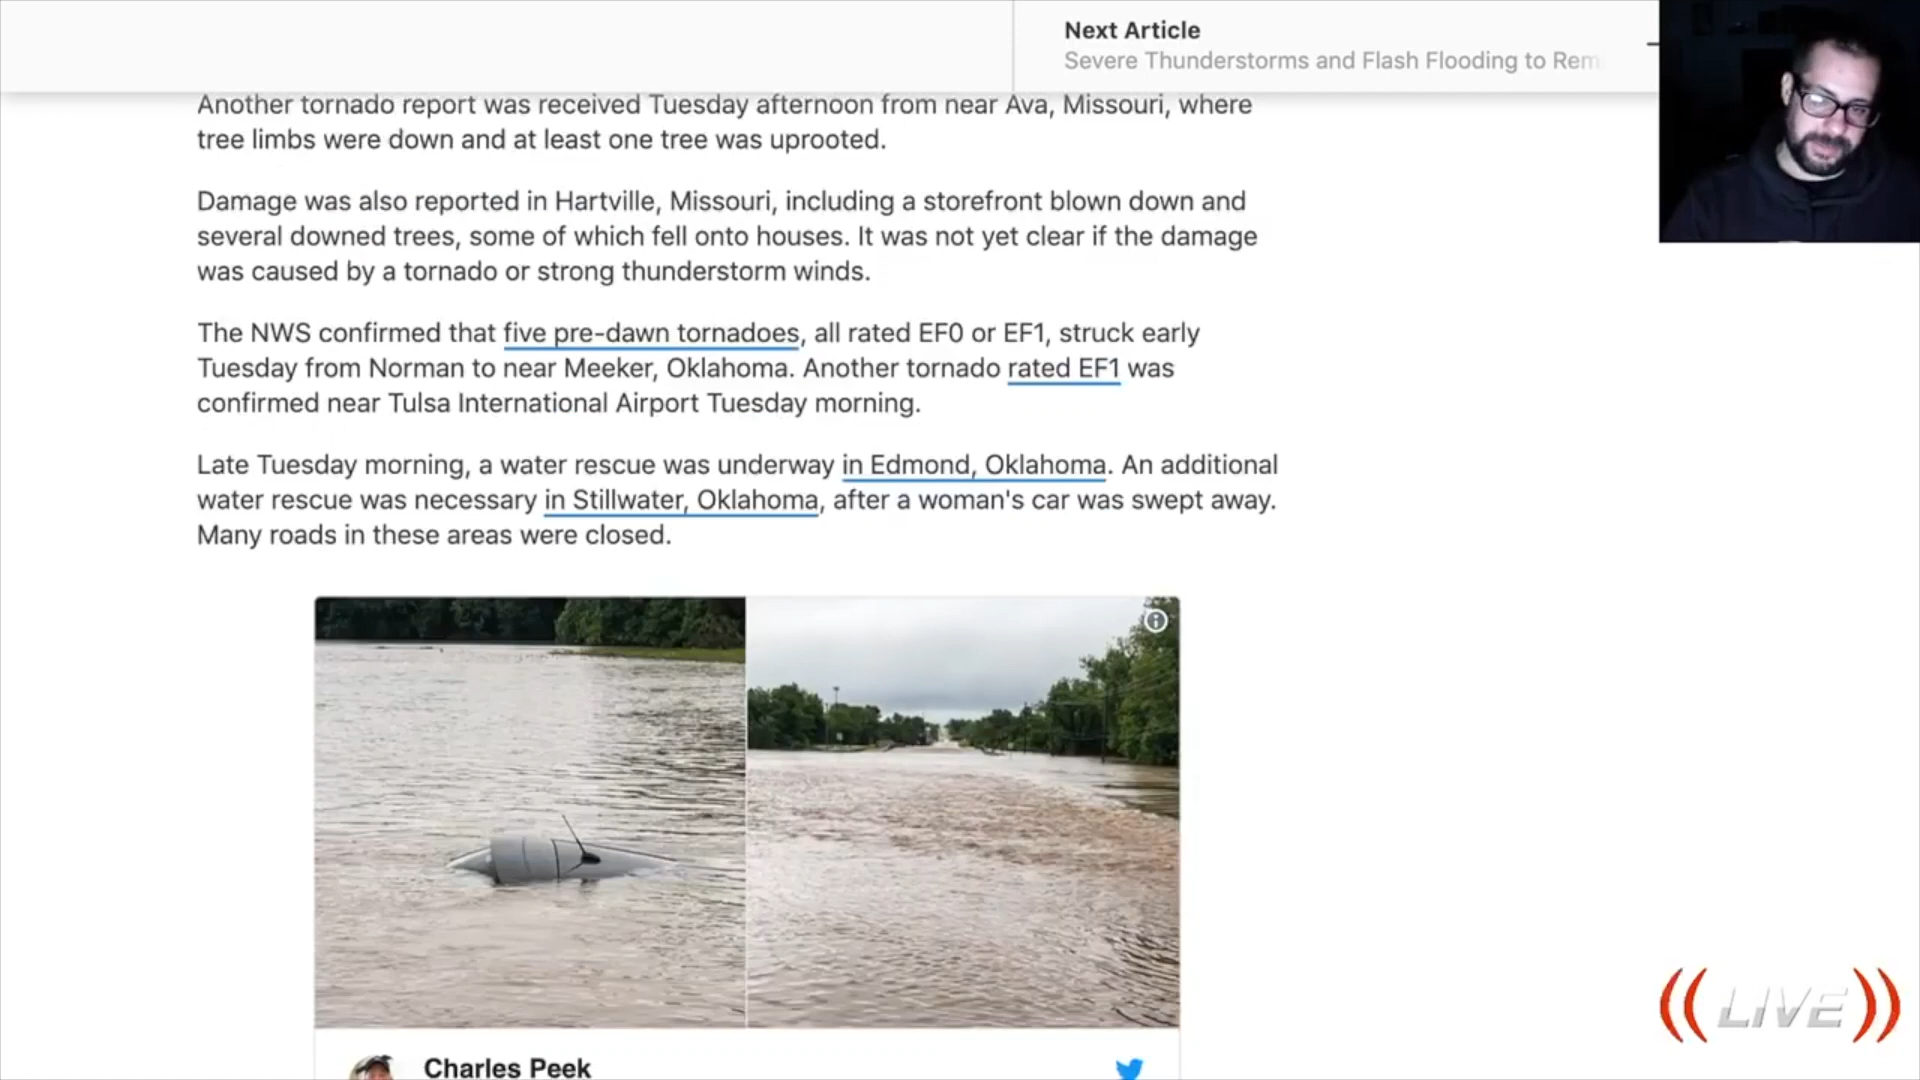 Next Article
Severe Thunderstorms and Flash Flooding to Rem
Another tornado report was received Tuesday afternoon from near Ava, Missouri, where
tree limbs were down and at least one tree was uprooted.
Damage was also reported in Hartville, Missouri, including a storefront blown down and
several downed trees, some of which fell onto houses. It was not yet clear if the damage
was caused by a tornado or strong thunderstorm winds.
The NWS confirmed that five pre-dawn tornadoes, all rated EF0 or EF1, struck early
Tuesday from Norman to near Meeker, Oklahoma. Another tornado rated EF1 was
confirmed near Tulsa International Airport Tuesday morning.
Late Tuesday morning, a water rescue was underway in Edmond, Oklahoma. An additional
water rescue was necessary in Stillwater, Oklahoma, after a woman's car was swept away.
Many roads in these areas were closed.
Charles Peek
((LIVE))